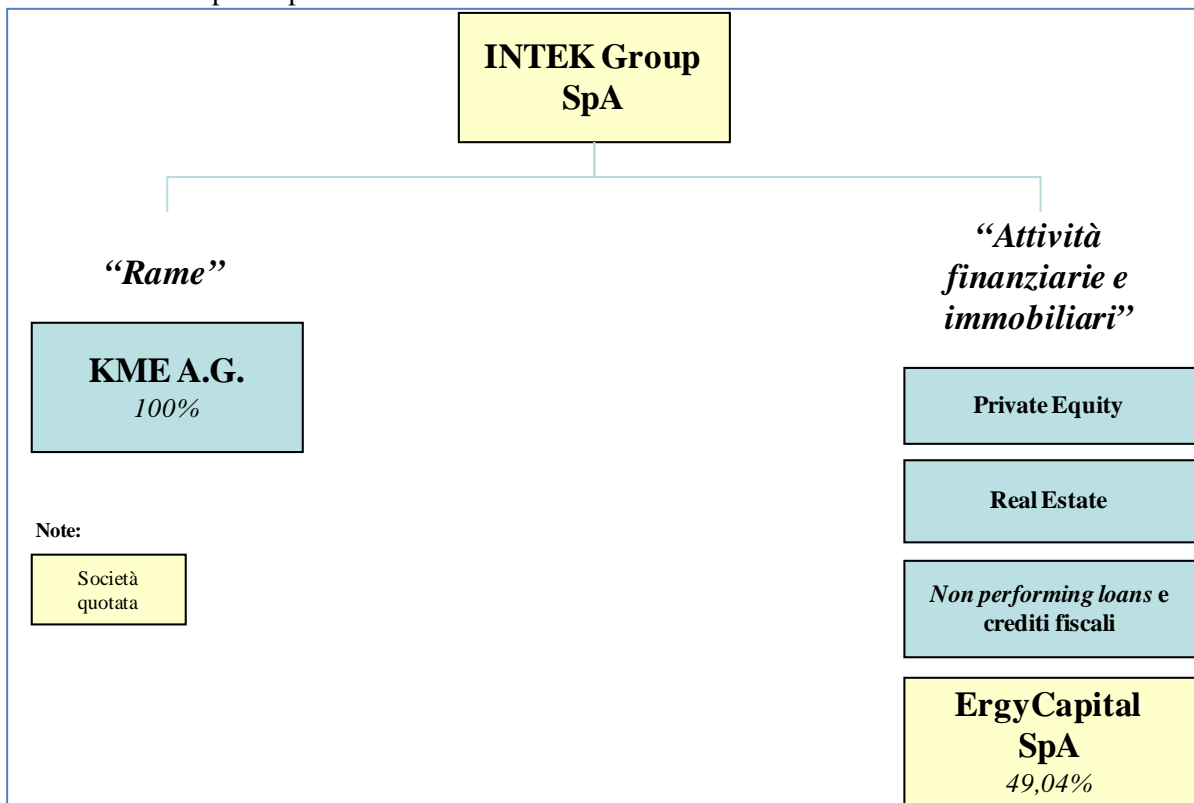 INTEK Group
SpA
“Rame”
KME A.G.
100%
Note:
Società
quotata
“Attività
finanziarie e
immobiliari”
Private Equity
Real Estate
Non performing loans e
crediti fiscali
ErgyCapital
SpA
49,04%